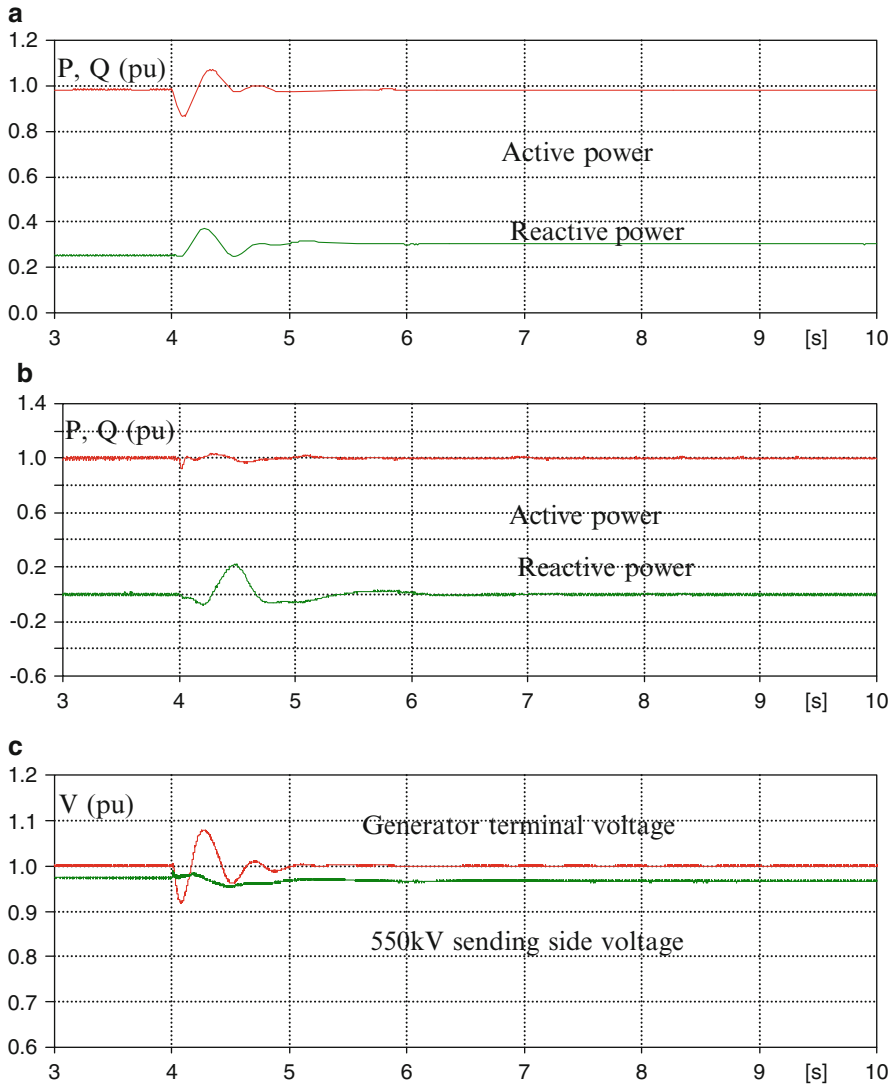 a
1.2
P, Q (pu)
1.0
0.8
Active power
0.6
0.4
Reactive power
0.2
0.0
3 4 5 6 7 8 9 [s] 10
b
1.4
P, Q (pu)
1.0
0.6
Active power
0.2
Reactive power
-0.2
-0.6
3 4 5 6 7 8 9 [s] 10
c
1.2
V (pu)
1.1
Generator terminal voltage
1.0
0.9
550kV sending side voltage
0.8
0.7
0.6
3 4 5 6 7 8 9 [s] 10